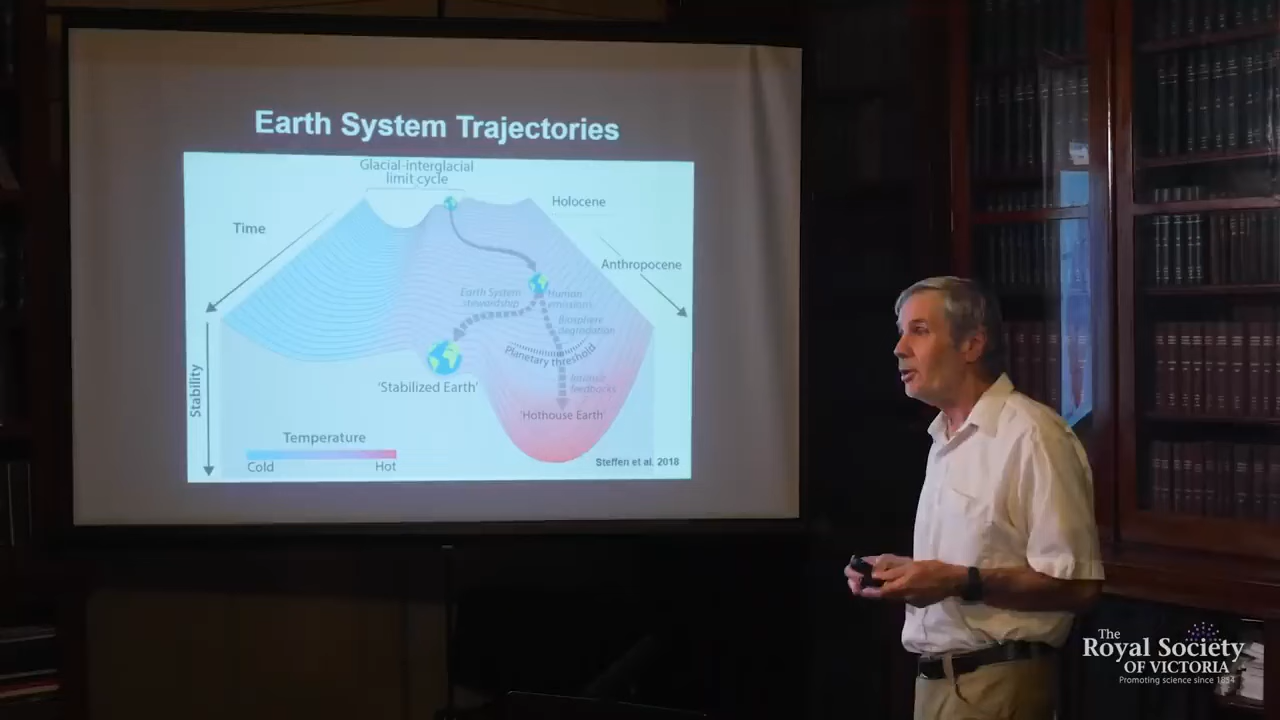 Earth System Trajectories
Glacial-interglacial
limit cycle
Holocene
Time
Anthropocene
Earth System
stewardship
Human
emissions
Biosphere
degradation
Planetary threshold
Intrinsic
feedbacks
'Stabilized Earth'
'Hothouse Earth'
Stability
Temperature
Cold
Hot
Steffen et al. 2018
The
Royal Society
OF VICTORIA
Promoting science since 1854